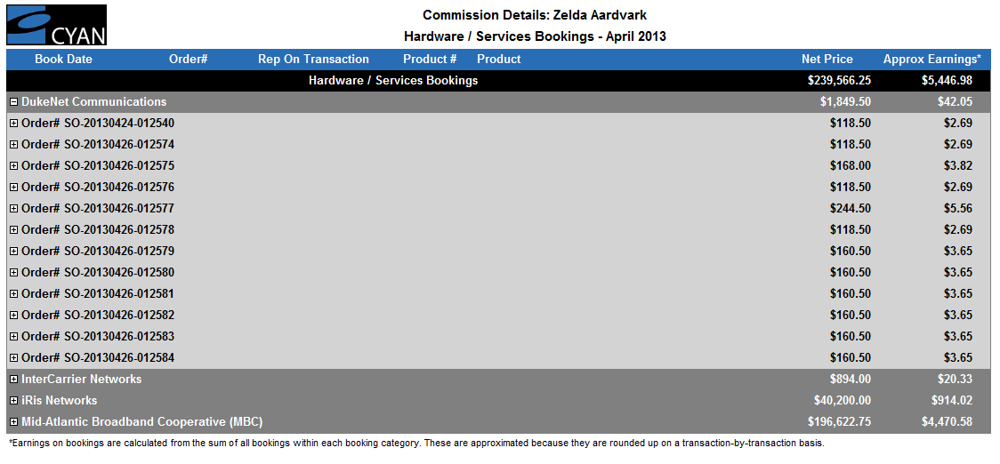 CYAN
Commission Details: Zelda Aardvark
Hardware / Services Bookings - April 2013
Book Date Order# Rep On Transaction Product # Product Net Price Approx Earnings*
Hardware / Services Bookings $239,566.25 $5,446.98
DukeNet Communications $1,849.50 $42.05
Order# SO-20130424-012540 $118.50 $2.69
Order# SO-20130426-012574 $118.50 $2.69
Order# SO-20130426-012575 $168.00 $3.82
Order# SO-20130426-012576 $118.50 $2.69
Order# SO-20130426-012577 $244.50 $5.56
Order# SO-20130426-012578 $118.50 $2.69
Order# SO-20130426-012579 $160.50 $3.65
Order# SO-20130426-012580 $160.50 $3.65
Order# SO-20130426-012581 $160.50 $3.65
Order# SO-20130426-012582 $160.50 $3.65
Order# SO-20130426-012583 $160.50 $3.65
Order# SO-20130426-012584 $160.50 $3.65
InterCarrier Networks $894.00 $20.33
iRis Networks $40,200.00 $914.02
Mid-Atlantic Broadband Cooperative (MBC) $196,622.75 $4,470.58
*Earnings on bookings are calculated from the sum of all bookings within each booking category. These are approximated because they are rounded up on a transaction-by-transaction basis.